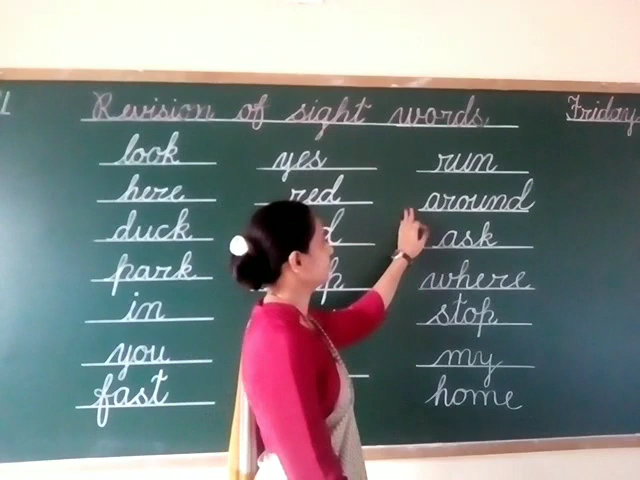 Revision of sight words Friday
look yes run
here red around
duck ask
park where
in stop
you my
fast home